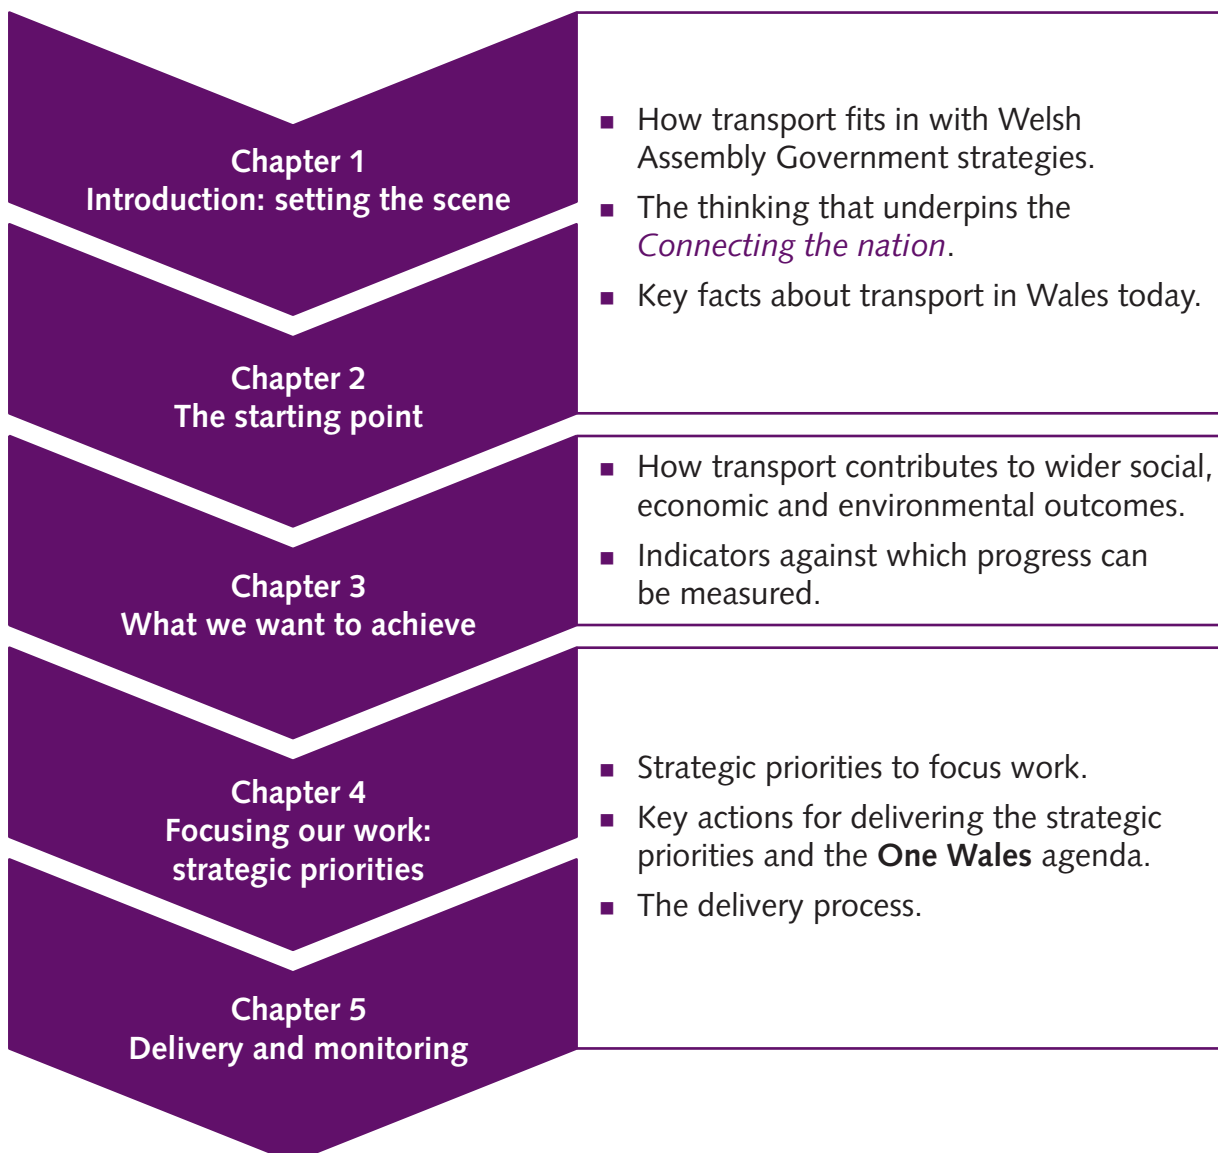 Chapter 1
Introduction: setting the scene
■ How transport fits in with Welsh
Assembly Government strategies.
■ The thinking that underpins the
Connecting the nation.
■ Key facts about transport in Wales today.
Chapter 2
The starting point
Chapter 3
What we want to achieve
■ How transport contributes to wider social,
economic and environmental outcomes.
■ Indicators against which progress can
be measured.
Chapter 4
Focusing our work:
strategic priorities
■ Strategic priorities to focus work.
■ Key actions for delivering the strategic
priorities and the One Wales agenda.
■ The delivery process.
Chapter 5
Delivery and monitoring